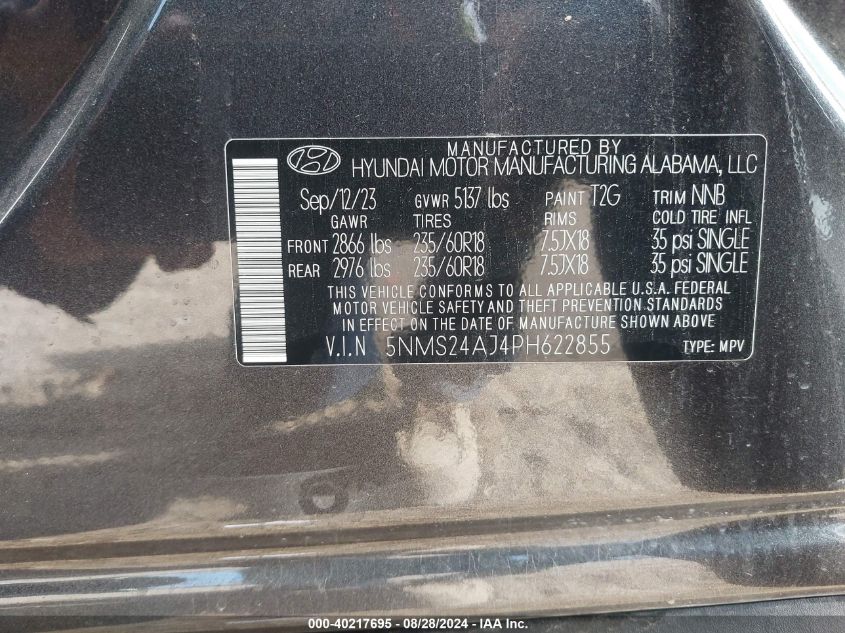 MANUFACTURED BY
HYUNDAI MOTOR MANUFACTURING ALABAMA, LLC
Sep/12/23 GVWR 5137 lbs PAINT T2G TRIM NNB
GAWR TIRES RIMS COLD TIRE INFL
FRONT 2866 lbs 235/60R18 7.5JX18 35 psi SINGLE
REAR 2976 lbs 235/60R18 7.5JX18 35 psi SINGLE
THIS VEHICLE CONFORMS TO ALL APPLICABLE U.S.A. FEDERAL
MOTOR VEHICLE SAFETY AND THEFT PREVENTION STANDARDS
IN EFFECT ON THE DATE OF MANUFACTURE SHOWN ABOVE
V.I.N 5NMS24AJ4PH622855 TYPE: MPV
000-40217695 - 08/28/2024 - IAA Inc.